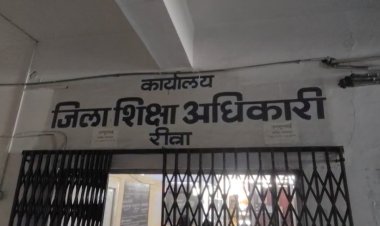 कार्यालय
जिला शिक्षा अधिकारी
रीवा